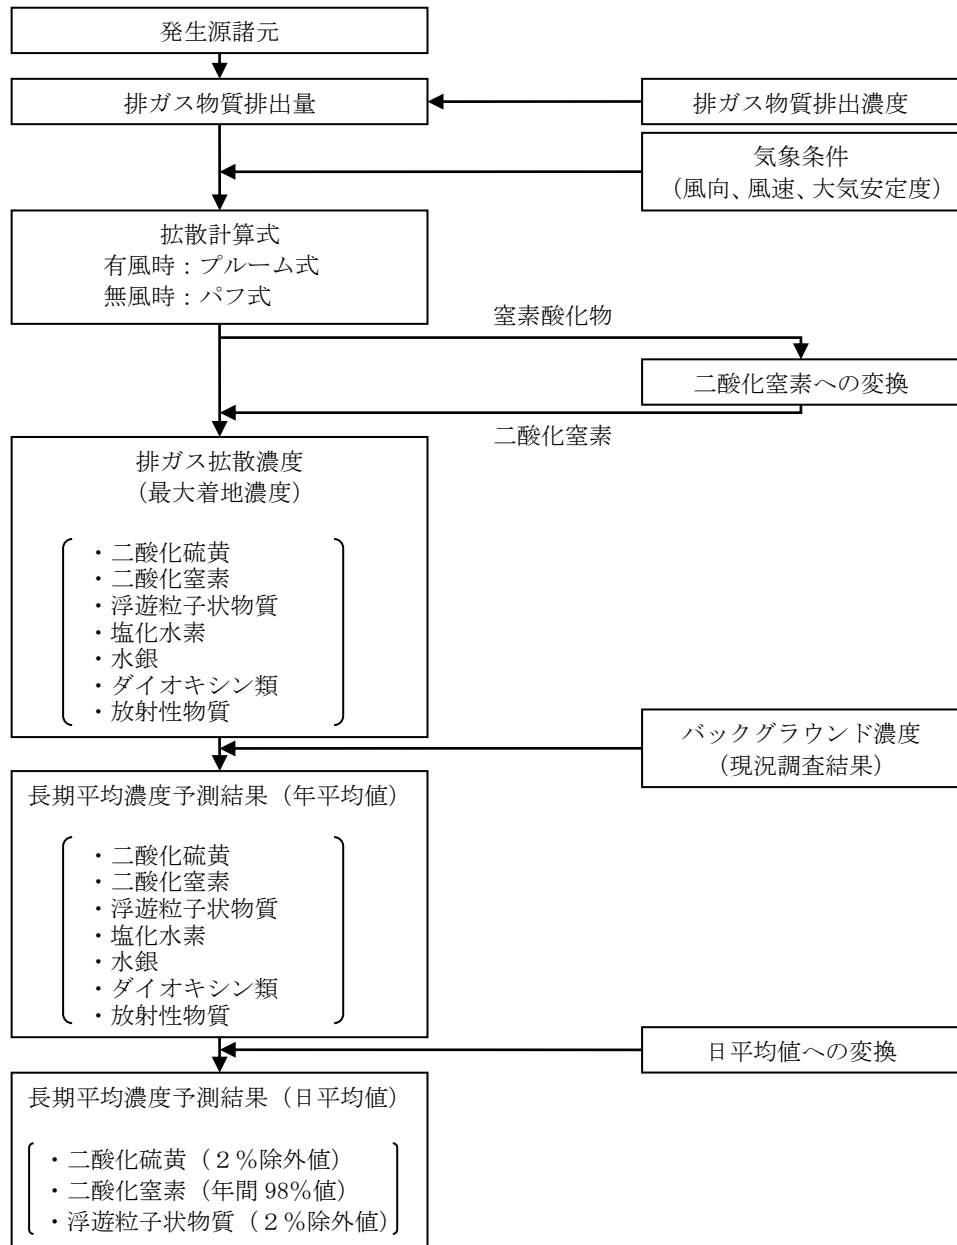 発生源諸元
排ガス物質排出量
排ガス物質排出濃度
気象条件
（風向、風速、大気安定度）
拡散計算式
有風時：プルーム式
無風時：パフ式
窒素酸化物
二酸化窒素への変換
二酸化窒素
排ガス拡散濃度
（最大着地濃度）
・二酸化硫黄
・二酸化窒素
・浮遊粒子状物質
・塩化水素
・水銀
・ダイオキシン類
・放射性物質
バックグラウンド濃度
（現況調査結果）
長期平均濃度予測結果（年平均値）
・二酸化硫黄
・二酸化窒素
・浮遊粒子状物質
・塩化水素
・水銀
・ダイオキシン類
・放射性物質
日平均値への変換
長期平均濃度予測結果（日平均値）
・二酸化硫黄（２％除外値）
・二酸化窒素（年間 98％値）
・浮遊粒子状物質（２％除外値）